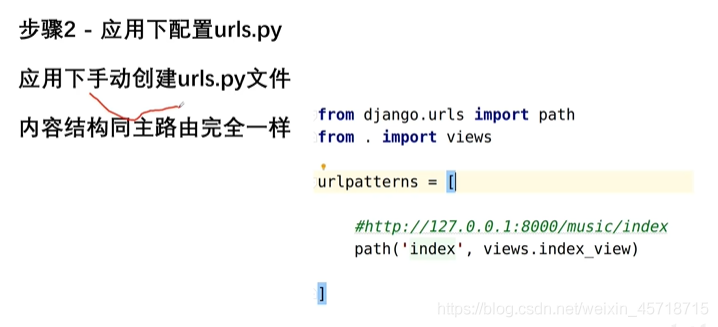 步骤2 - 应用下配置urls.py
应用下手动创建urls.py文件
内容结构同主路由完全一样
from django.urls import path
from . import views
urlpatterns = [
#http://127.0.0.1:8000/music/index
path('index', views.index_view)
]
https://blog.csdn.net/weixin_45718715